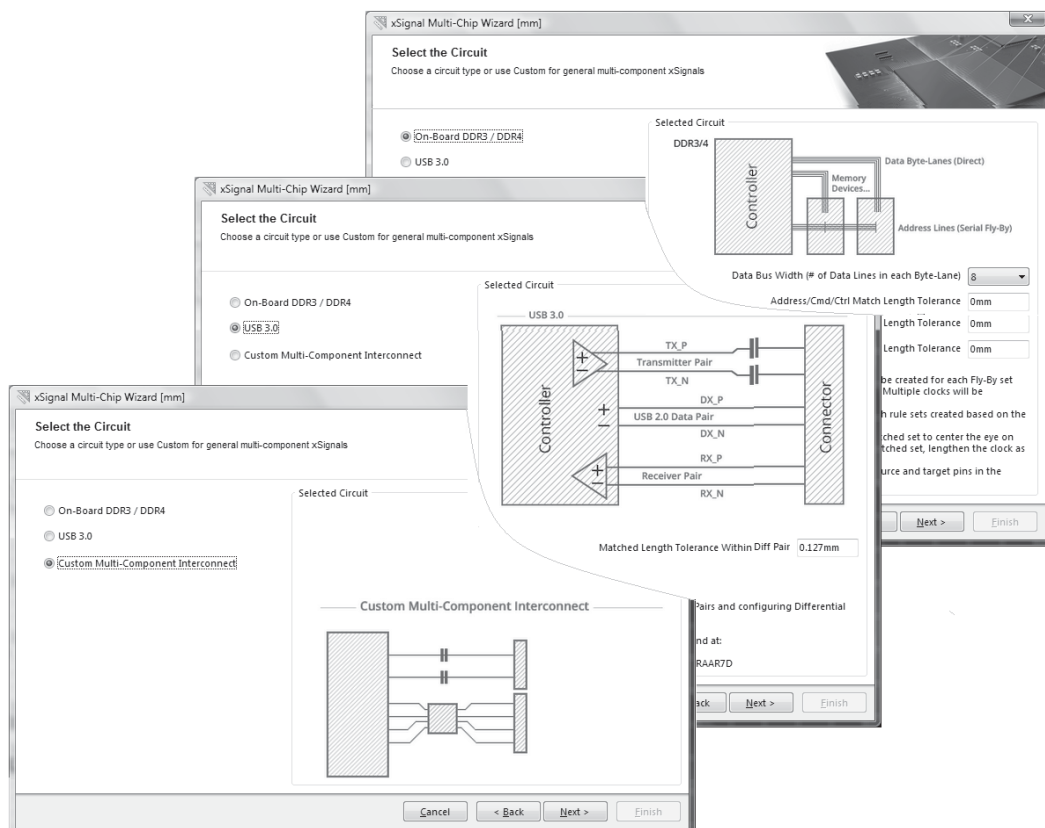 xSignal Multi-Chip Wizard [mm]
Select the Circuit
Choose a circuit type or use Custom for general multi-component xSignals
On-Board DDR3 / DDR4
USB 3.0
Selected Circuit
DDR3/4
Controller
Data Byte-Lanes (Direct)
Memory
Devices...
Address Lines (Serial Fly-By)
Data Bus Width (# of Data Lines in each Byte-Lane) 8
Address/Cmd/Ctrl Match Length Tolerance 0mm
Length Tolerance 0mm
Length Tolerance 0mm
be created for each Fly-By set
Multiple clocks will be
rule sets created based on the
set to center the eye on
set, lengthen the clock as
and target pins in the
Next >
Finish
xSignal Multi-Chip Wizard [mm]
Select the Circuit
Choose a circuit type or use Custom for general multi-component xSignals
On-Board DDR3 / DDR4
USB 3.0
Custom Multi-Component Interconnect
Selected Circuit
USB 3.0
Controller
TX_P
Transmitter Pair
TX_N
DX_P
USB 2.0 Data Pair
DX_N
RX_P
Receiver Pair
RX_N
Connector
Matched Length Tolerance Within Diff Pair 0.127mm
Pairs and configuring Differential
at:
RAAR7D
Next >
Finish
xSignal Multi-Chip Wizard [mm]
Select the Circuit
Choose a circuit type or use Custom for general multi-component xSignals
On-Board DDR3 / DDR4
USB 3.0
Custom Multi-Component Interconnect
Selected Circuit
Custom Multi-Component Interconnect
Cancel
< Back
Next >
Finish